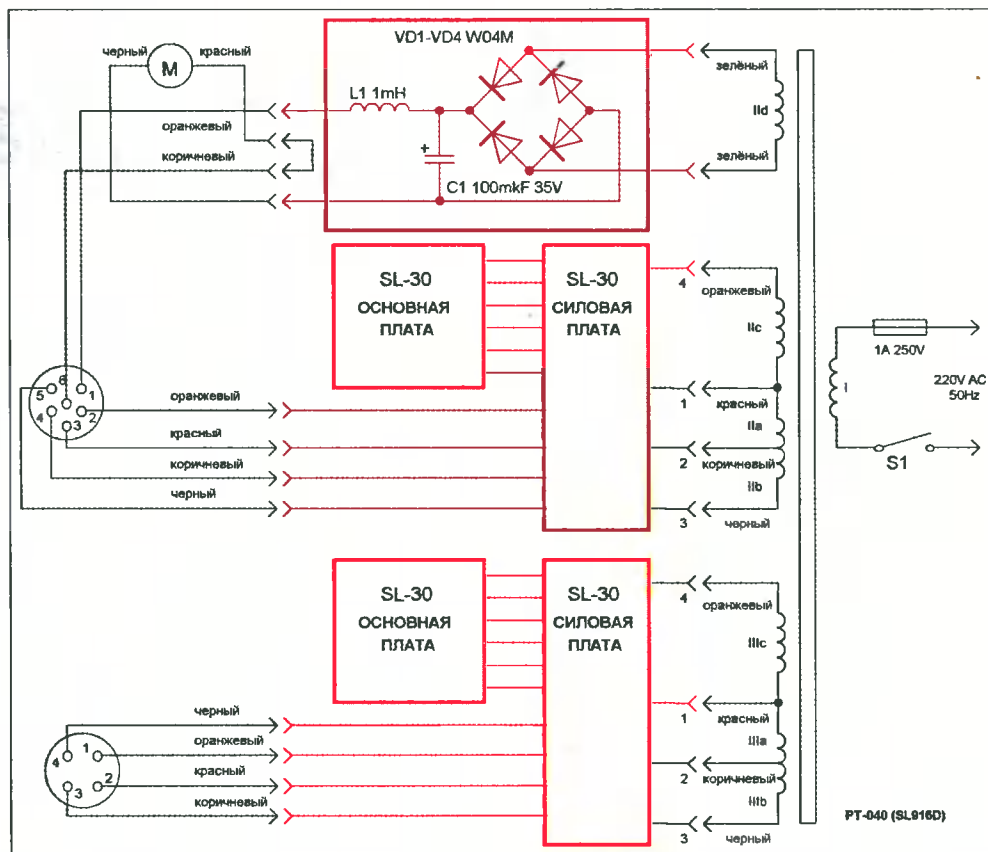 VD1-VD4 W04M
черный
красный
M
L1 1mH
оранжевый
коричневый
+
C1 100mkF 35V
зелёный
IId
зелёный
SL-30
ОСНОВНАЯ
ПЛАТА
SL-30
СИЛОВАЯ
ПЛАТА
4
оранжевый
IIc
1
красный
IIa
2
коричневый
IIb
3
черный
I
1A 250V
220V AC
50Hz
S1
5
6
1
4
3
2
оранжевый
красный
коричневый
черный
SL-30
ОСНОВНАЯ
ПЛАТА
SL-30
СИЛОВАЯ
ПЛАТА
4
оранжевый
IIIc
1
красный
IIIa
2
коричневый
IIIb
3
черный
4
1
3
2
черный
оранжевый
красный
коричневый
PT-040 (SL916D)